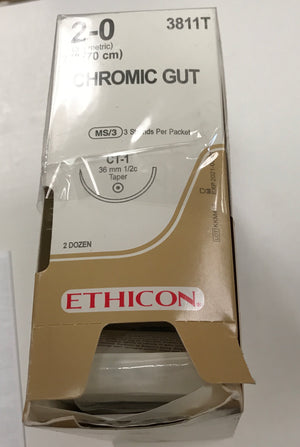 2-0
3811T
70 cm)
CHROMIC GUT
MS/3 3 Strands Per Packet
CT-1
36 mm 1/2c
Taper
2 DOZEN
ETHICON